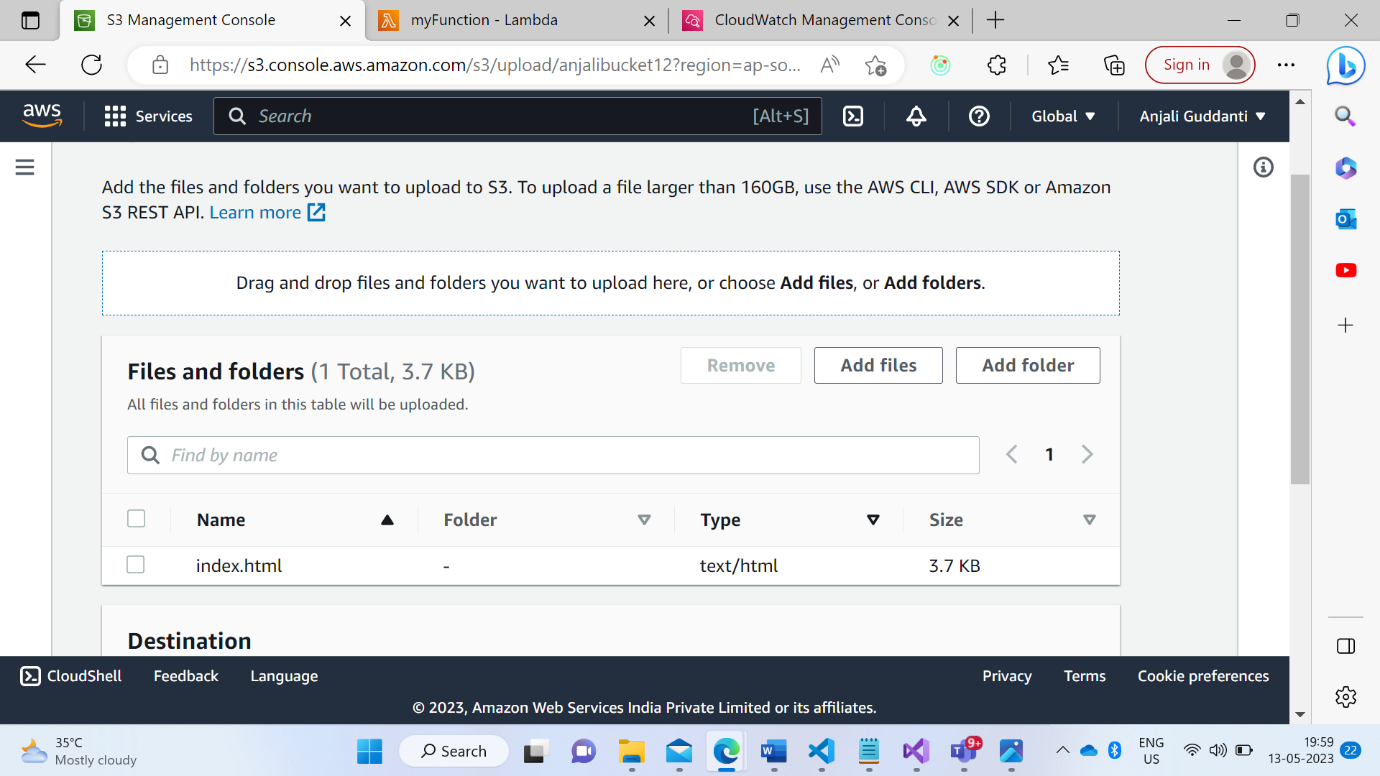 S3 Management Console
myFunction - Lambda
CloudWatch Management Conso
https://s3.console.aws.amazon.com/s3/upload/anjalibucket12?region=ap-so...
Sign in
aws
Services
Search
[Alt+S]
Global
Anjali Guddanti
Add the files and folders you want to upload to S3. To upload a file larger than 160GB, use the AWS CLI, AWS SDK or Amazon
S3 REST API. Learn more
Drag and drop files and folders you want to upload here, or choose Add files, or Add folders.
Files and folders (1 Total, 3.7 KB)
Remove
Add files
Add folder
All files and folders in this table will be uploaded.
Find by name
1
Name
Folder
Type
Size
index.html
-
text/html
3.7 KB
Destination
CloudShell
Feedback
Language
Privacy
Terms
Cookie preferences
© 2023, Amazon Web Services India Private Limited or its affiliates.
35°C
Mostly cloudy
Search
9+
ENG
US
19:59
13-05-2023
22